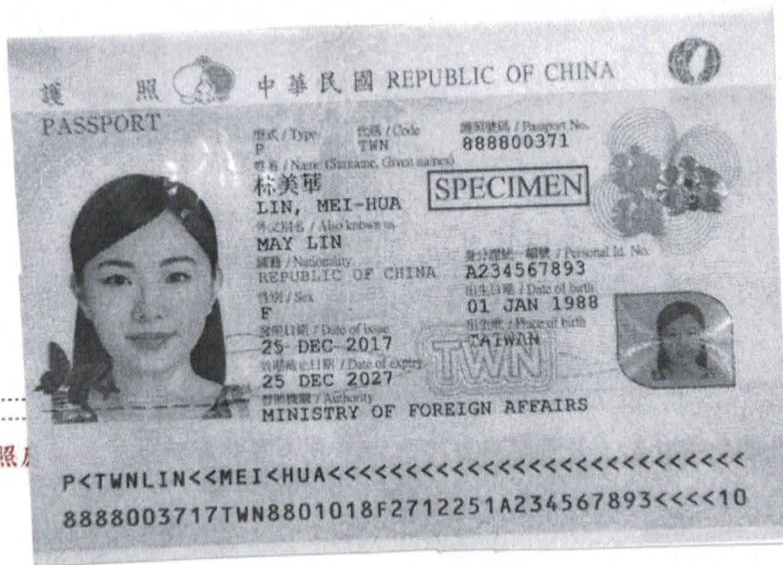 護 照
中華民國 REPUBLIC OF CHINA
PASSPORT
型式 / Type
代碼 / Code
護照號碼 / Passport No.
P
TWN
888800371
姓名 / Name (Surname, Given names)
林美華
SPECIMEN
LIN, MEI-HUA
外文別名 / Also known as
MAY LIN
國籍 / Nationality
身分證統一編號 / Personal Id. No.
REPUBLIC OF CHINA
A234567893
性別 / Sex
出生日期 / Date of birth
F
01 JAN 1988
發照日期 / Date of issue
出生地 / Place of birth
25 DEC 2017
TAIWAN
效期截止日期 / Date of expiry
TWN
25 DEC 2027
發照機關 / Authority
MINISTRY OF FOREIGN AFFAIRS
照
P<TWNLIN<<MEI<HUA<<<<<<<<<<<<<<<<<<<<<<<<<<<
8888003717TWN8801018F2712251A234567893<<<<10